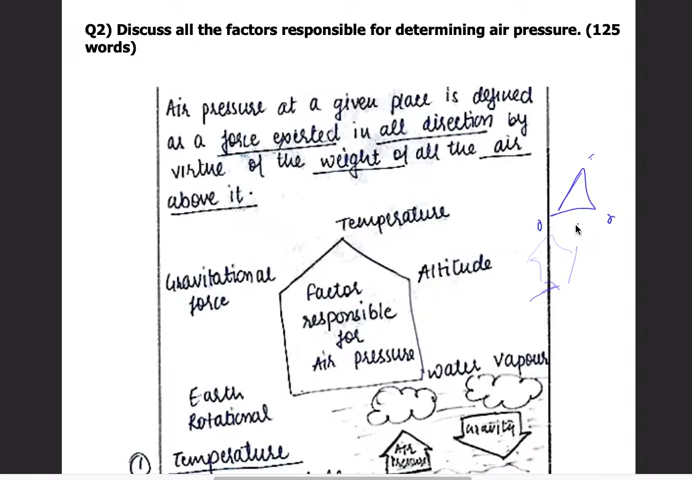 Q2) Discuss all the factors responsible for determining air pressure. (125
words)
Air pressure at a given place is defined
as a force exerted in all direction by
virtue of the weight of all the air
above it.
Temperature
Gravitational
force
Altitude
Factor
responsible
for
Air pressure
water vapour
Earth
Rotational
Gravity
Air
Pressure
① Temperature